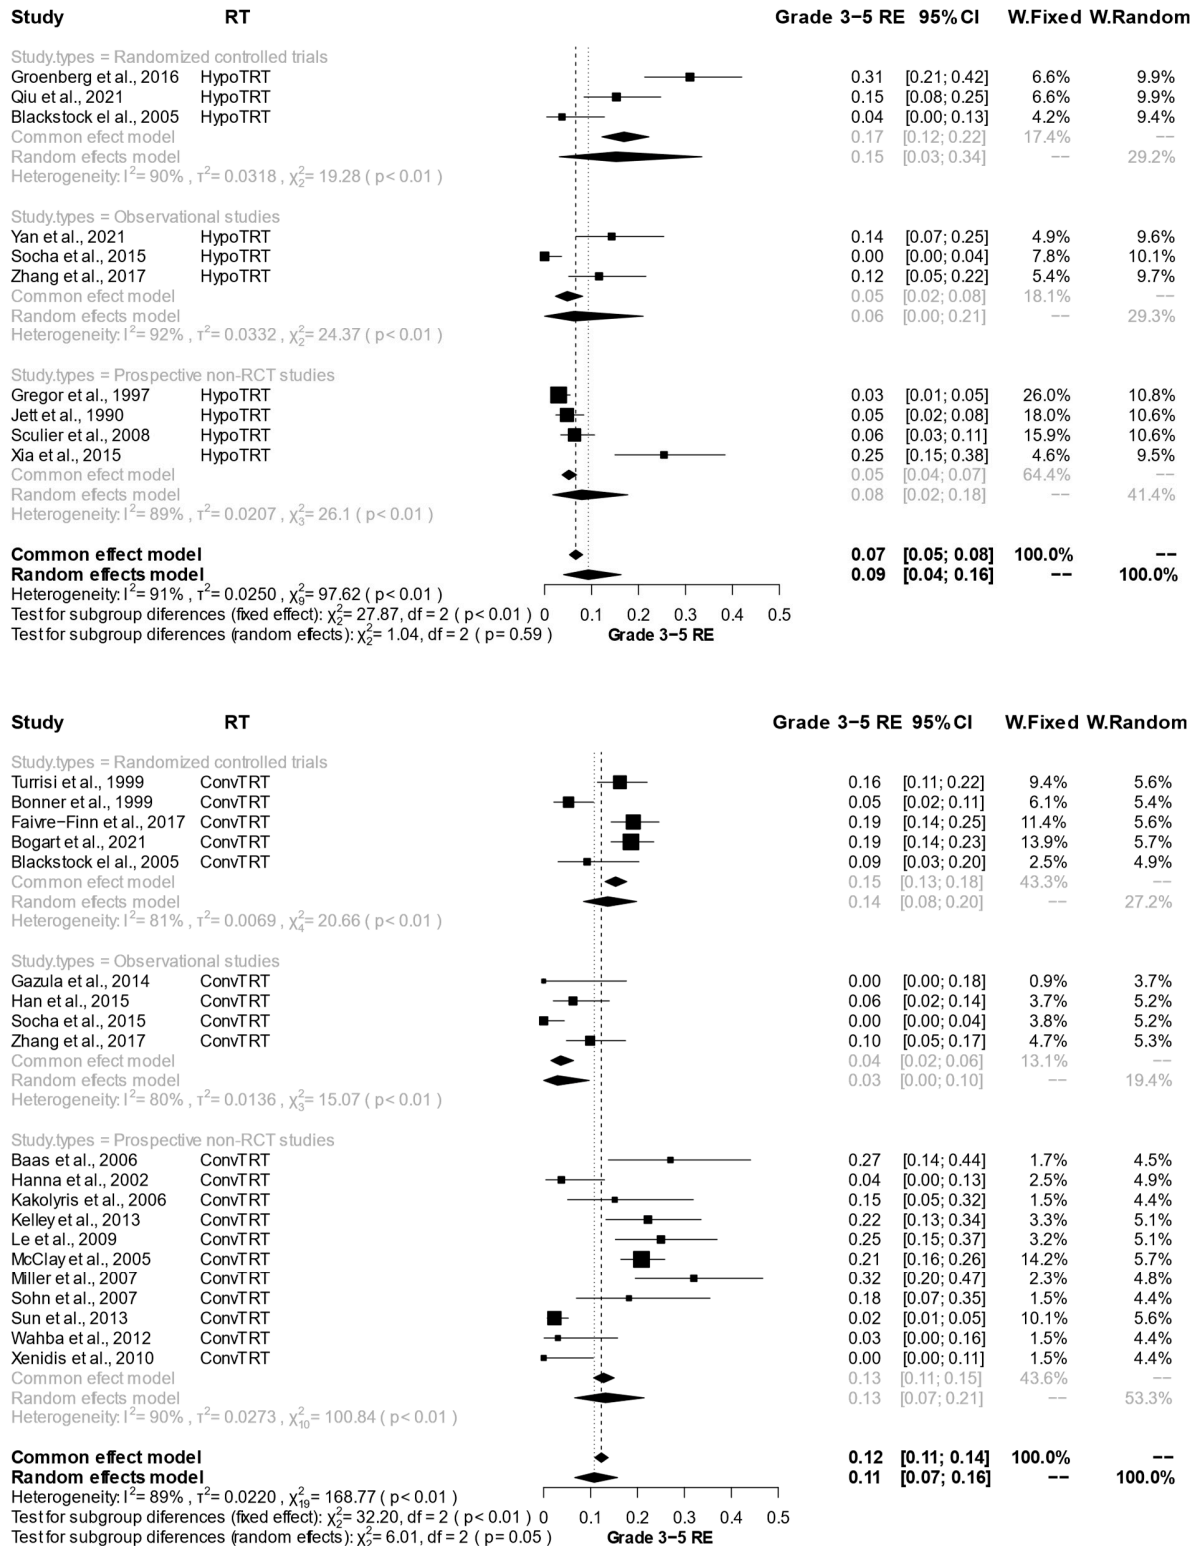 Study RT Grade 3−5 RE 95%CI W.Fixed W.Random
Study.types = Randomized controlled trials
Groenberg et al., 2016 HypoTRT 0.31 [0.21; 0.42] 6.6% 9.9%
Qiu et al., 2021 HypoTRT 0.15 [0.08; 0.25] 6.6% 9.9%
Blackstock et al., 2005 HypoTRT 0.04 [0.00; 0.13] 4.2% 9.4%
Common efect model 0.17 [0.12; 0.22] 17.4% −−
Random efects model 0.15 [0.03; 0.34] −− 29.2%
Heterogeneity: I²= 90% , τ²= 0.0318 , χ²₂= 19.28 ( p< 0.01 )
Study.types = Observational studies
Yan et al., 2021 HypoTRT 0.14 [0.07; 0.25] 4.9% 9.6%
Socha et al., 2015 HypoTRT 0.00 [0.00; 0.04] 7.8% 10.1%
Zhang et al., 2017 HypoTRT 0.12 [0.05; 0.22] 5.4% 9.7%
Common efect model 0.05 [0.02; 0.08] 18.1% −−
Random efects model 0.06 [0.00; 0.21] −− 29.3%
Heterogeneity: I²= 92% , τ²= 0.0332 , χ²₂= 24.37 ( p< 0.01 )
Study.types = Prospective non-RCT studies
Gregor et al., 1997 HypoTRT 0.03 [0.01; 0.05] 26.0% 10.8%
Jett et al., 1990 HypoTRT 0.05 [0.02; 0.08] 18.0% 10.6%
Sculier et al., 2008 HypoTRT 0.06 [0.03; 0.11] 15.9% 10.6%
Xia et al., 2015 HypoTRT 0.25 [0.15; 0.38] 4.6% 9.5%
Common efect model 0.05 [0.04; 0.07] 64.4% −−
Random efects model 0.08 [0.02; 0.18] −− 41.4%
Heterogeneity: I²= 89% , τ²= 0.0207 , χ²₃= 26.1 ( p< 0.01 )
Common effect model 0.07 [0.05; 0.08] 100.0% −−
Random effects model 0.09 [0.04; 0.16] −− 100.0%
Heterogeneity: I²= 91% , τ²= 0.0250 , χ²₉= 97.62 ( p< 0.01 )
Test for subgroup diferences (fixed effect): χ²₂= 27.87, df = 2 ( p< 0.01 ) 0 0.1 0.2 0.3 0.4 0.5
Test for subgroup diferences (random efects): χ²₂= 1.04, df = 2 ( p= 0.59 ) Grade 3−5 RE
Study RT Grade 3−5 RE 95%CI W.Fixed W.Random
Study.types = Randomized controlled trials
Turrisi et al., 1999 ConvTRT 0.16 [0.11; 0.22] 9.4% 5.6%
Bonner et al., 1999 ConvTRT 0.05 [0.02; 0.11] 6.1% 5.4%
Faivre−Finn et al., 2017 ConvTRT 0.19 [0.14; 0.25] 11.4% 5.6%
Bogart et al., 2021 ConvTRT 0.19 [0.14; 0.23] 13.9% 5.7%
Blackstock el al., 2005 ConvTRT 0.09 [0.03; 0.20] 2.5% 4.9%
Common efect model 0.15 [0.13; 0.18] 43.3% −−
Random efects model 0.14 [0.08; 0.20] −− 27.2%
Heterogeneity: I²= 81% , τ²= 0.0069 , χ²₄= 20.66 ( p< 0.01 )
Study.types = Observational studies
Gazula et al., 2014 ConvTRT 0.00 [0.00; 0.18] 0.9% 3.7%
Han et al., 2015 ConvTRT 0.06 [0.02; 0.14] 3.7% 5.2%
Socha et al., 2015 ConvTRT 0.00 [0.00; 0.04] 3.8% 5.2%
Zhang et al., 2017 ConvTRT 0.10 [0.05; 0.17] 4.7% 5.3%
Common efect model 0.04 [0.02; 0.06] 13.1% −−
Random efects model 0.03 [0.00; 0.10] −− 19.4%
Heterogeneity: I²= 80% , τ²= 0.0136 , χ²₃= 15.07 ( p< 0.01 )
Study.types = Prospective non-RCT studies
Baas et al., 2006 ConvTRT 0.27 [0.14; 0.44] 1.7% 4.5%
Hanna et al., 2002 ConvTRT 0.04 [0.00; 0.13] 2.5% 4.9%
Kakolyris et al., 2006 ConvTRT 0.15 [0.05; 0.32] 1.5% 4.4%
Kelley et al., 2013 ConvTRT 0.22 [0.13; 0.34] 3.3% 5.1%
Le et al., 2009 ConvTRT 0.25 [0.15; 0.37] 3.2% 5.1%
McClay et al., 2005 ConvTRT 0.21 [0.16; 0.26] 14.2% 5.7%
Miller et al., 2007 ConvTRT 0.32 [0.20; 0.47] 2.3% 4.8%
Sohn et al., 2007 ConvTRT 0.18 [0.07; 0.35] 1.5% 4.4%
Sun et al., 2013 ConvTRT 0.02 [0.01; 0.05] 10.1% 5.6%
Wahba et al., 2012 ConvTRT 0.03 [0.00; 0.16] 1.5% 4.4%
Xenidis et al., 2010 ConvTRT 0.00 [0.00; 0.11] 1.5% 4.4%
Common efect model 0.13 [0.11; 0.15] 43.6% −−
Random efects model 0.13 [0.07; 0.21] −− 53.3%
Heterogeneity: I²= 90% , τ²= 0.0273 , χ²₁₀= 100.84 ( p< 0.01 )
Common effect model 0.12 [0.11; 0.14] 100.0% −−
Random effects model 0.11 [0.07; 0.16] −− 100.0%
Heterogeneity: I²= 89% , τ²= 0.0220 , χ²₁₉= 168.77 ( p< 0.01 )
Test for subgroup diferences (fixed effect): χ²₂= 32.20, df = 2 ( p< 0.01 ) 0 0.1 0.2 0.3 0.4 0.5
Test for subgroup diferences (random efects): χ²₂= 6.01, df = 2 ( p= 0.05 ) Grade 3−5 RE